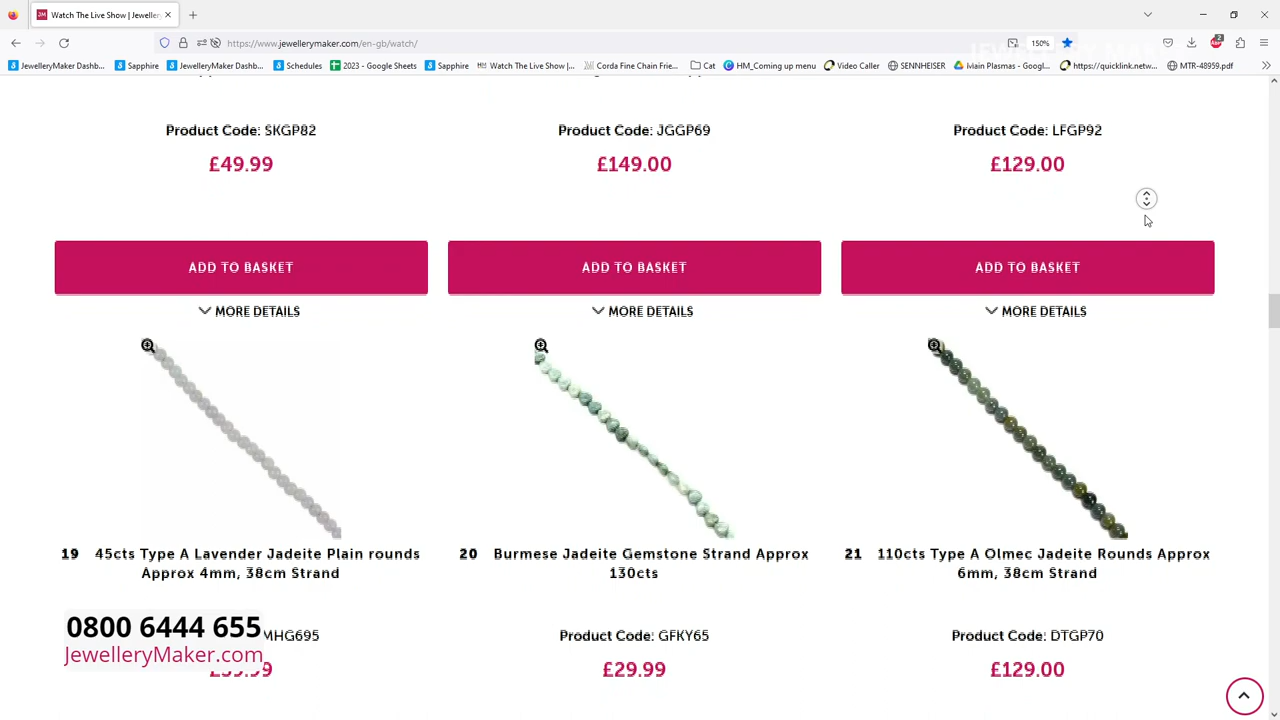 Watch The Live Show | Jewellery
https://www.jewellerymaker.com/en-gb/watch/
150%
2
JewelleryMaker Dashb...
Sapphire
JewelleryMaker Dashb...
Schedules
2023 - Google Sheets
Sapphire
Watch The Live Show |...
Corda Fine Chain Frie...
Cat
HM_Coming up menu
Video Caller
SENNHEISER
Main Plasmas - Googl...
https://quicklink.netw...
MTR-48959.pdf
Product Code: SKGP82
Product Code: JGGP69
Product Code: LFGP92
£49.99
£149.00
£129.00
ADD TO BASKET
ADD TO BASKET
ADD TO BASKET
MORE DETAILS
MORE DETAILS
MORE DETAILS
19 45cts Type A Lavender Jadeite Plain rounds
Approx 4mm, 38cm Strand
20 Burmese Jadeite Gemstone Strand Approx
130cts
21 110cts Type A Olmec Jadeite Rounds Approx
6mm, 38cm Strand
0800 6444 655
JewelleryMaker.com
MHG695
Product Code: GFKY65
Product Code: DTGP70
£29.99
£129.00